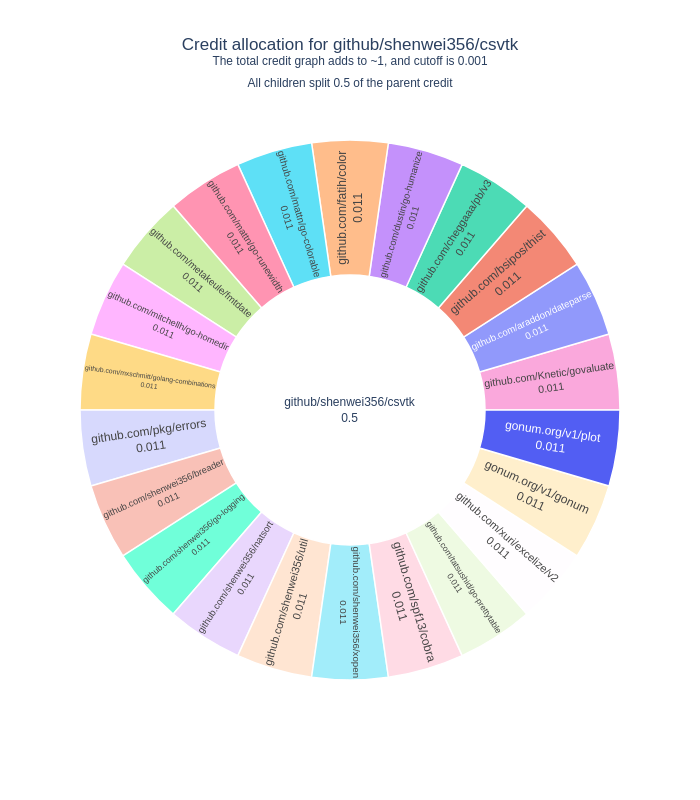 Credit allocation for github/shenwei356/csvtk
The total credit graph adds to ~1, and cutoff is 0.001
All children split 0.5 of the parent credit
github/shenwei356/csvtk
0.5
github.com/fatih/color
0.011
github.com/dustin/go-humanize
0.011
github.com/cheggaaa/pb/v3
0.011
github.com/bsipos/thist
0.011
github.com/araddon/dateparse
0.011
github.com/Knetic/govaluate
0.011
gonum.org/v1/plot
0.011
gonum.org/v1/gonum
0.011
github.com/xuri/excelize/v2
0.011
github.com/tatsushid/go-prettytable
0.011
github.com/spf13/cobra
0.011
github.com/shenwei356/xopen
0.011
github.com/shenwei356/util
0.011
github.com/shenwei356/natsort
0.011
github.com/shenwei356/go-logging
0.011
github.com/shenwei356/breader
0.011
github.com/pkg/errors
0.011
github.com/mxschmitt/golang-combinations
0.011
github.com/mitchellh/go-homedir
0.011
github.com/metakeule/fmtdate
0.011
github.com/mattn/go-runewidth
0.011
github.com/mattn/go-colorable
0.011